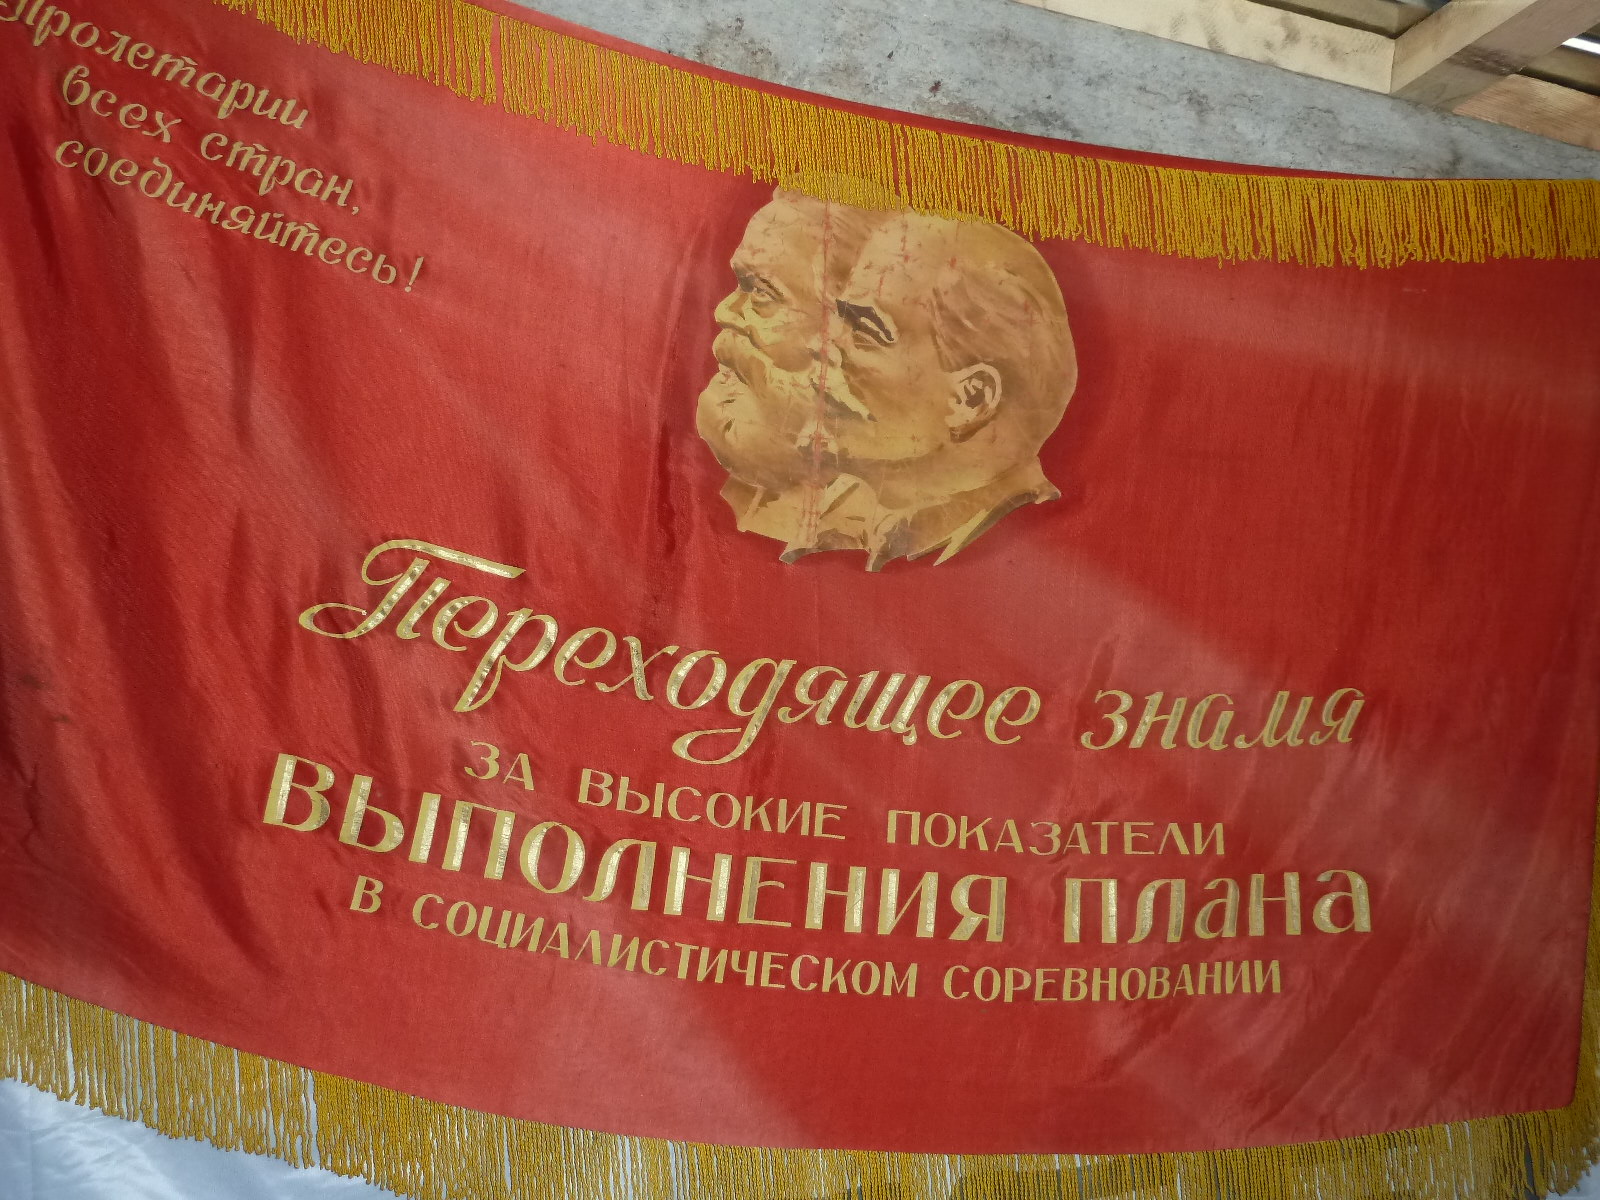 Пролетарии
всех стран,
соединяйтесь!
Переходящее знамя
ЗА ВЫСОКИЕ ПОКАЗАТЕЛИ
ВЫПОЛНЕНИЯ ПЛАНА
В СОЦИАЛИСТИЧЕСКОМ СОРЕВНОВАНИИ